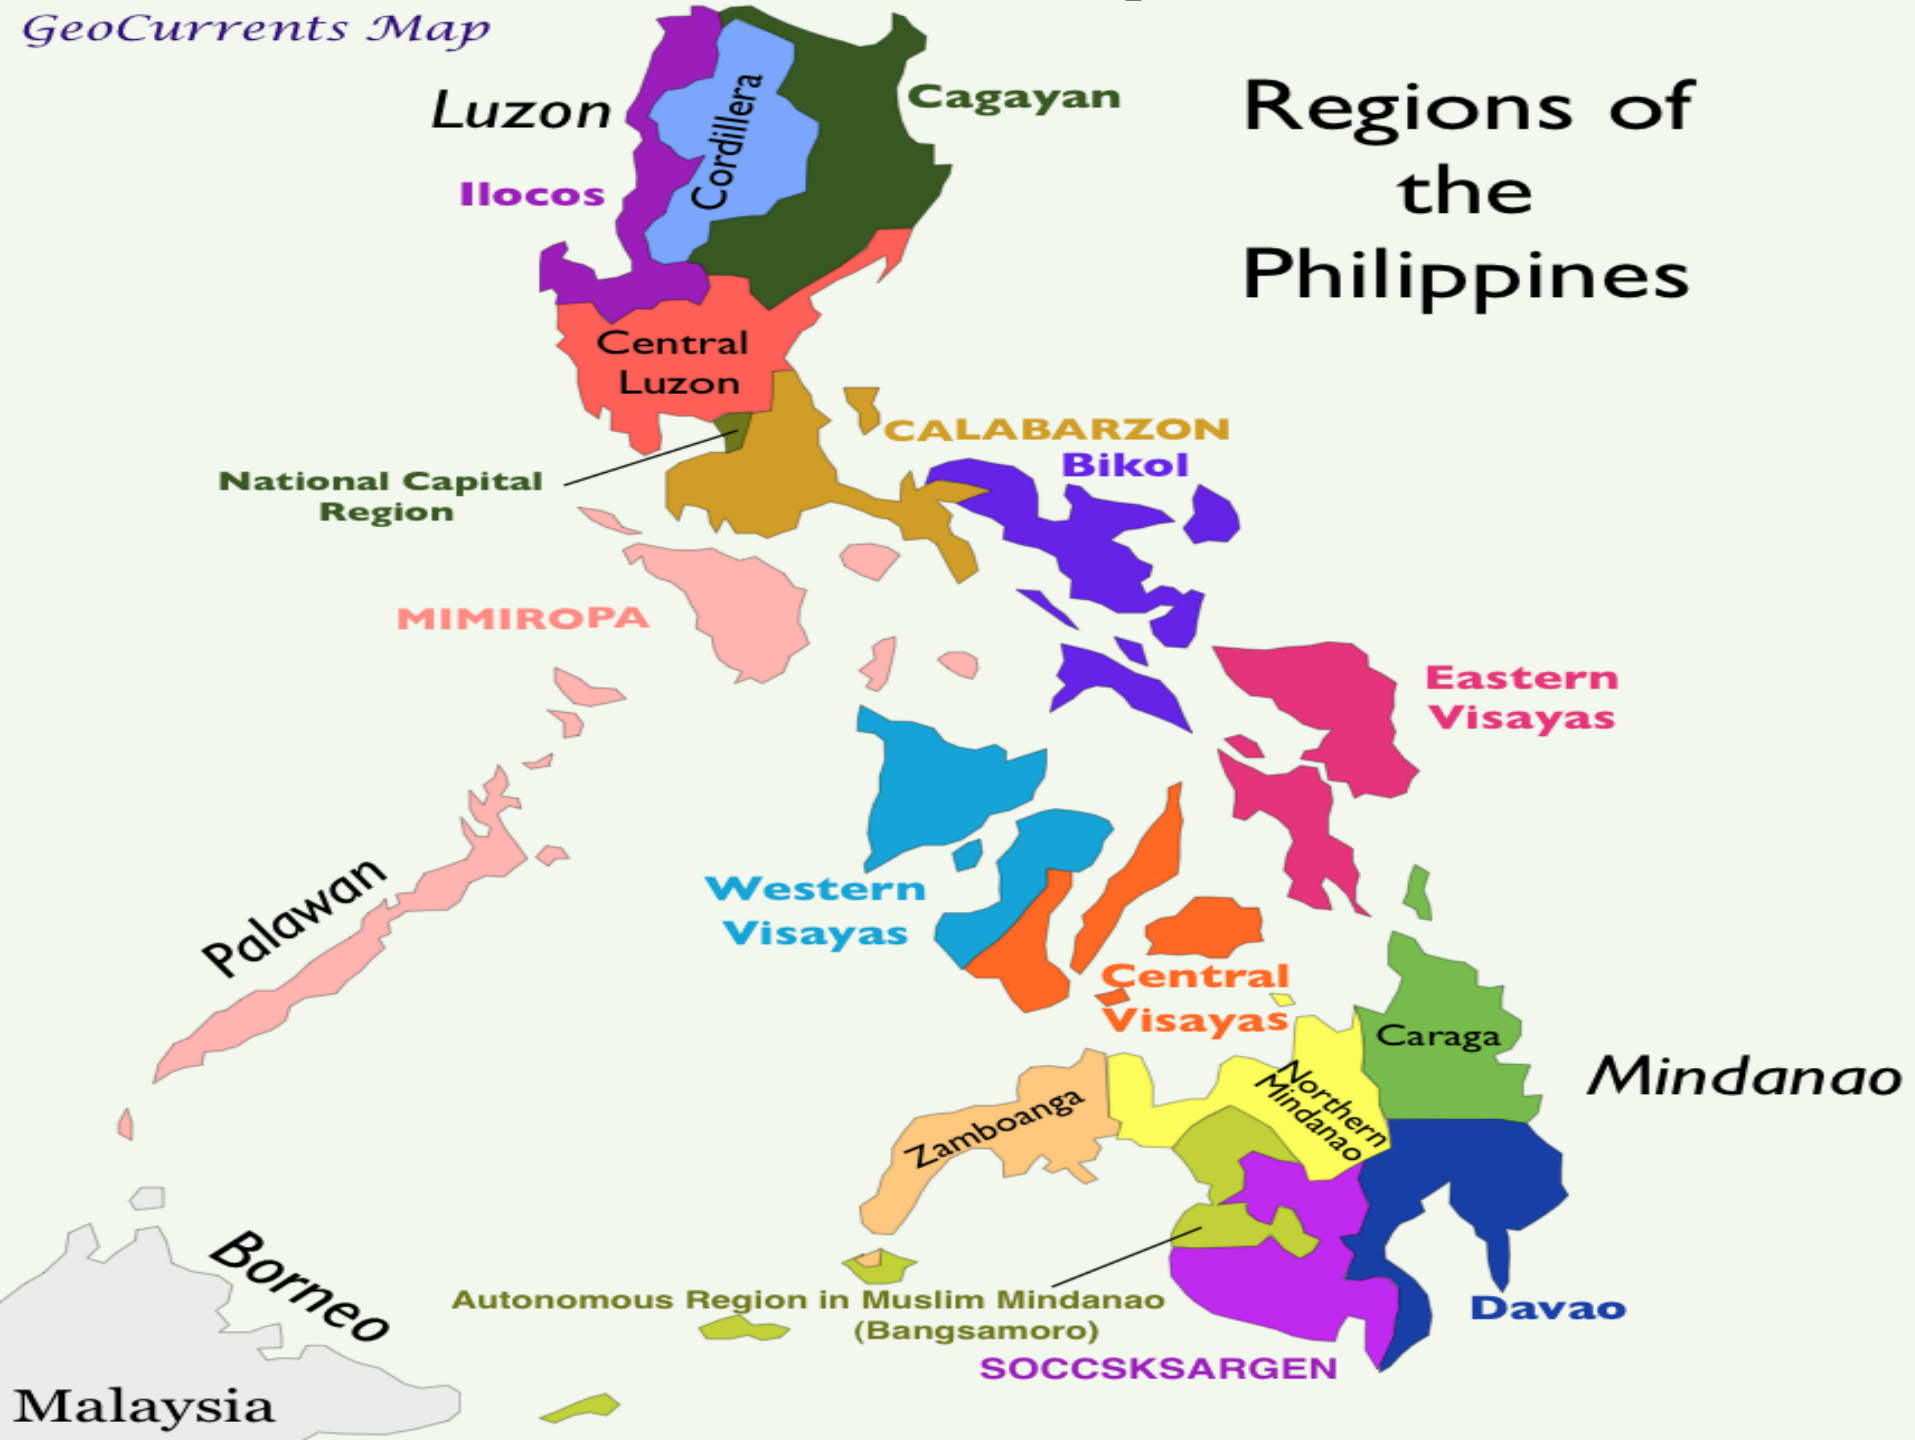 GeoCurrents Map
Regions of
the
Philippines
Luzon
Cagayan
Cordillera
Ilocos
Central
Luzon
CALABARZON
Bikol
National Capital
Region
MIMIROPA
Eastern
Visayas
Palawan
Western
Visayas
Central
Visayas
Caraga
Mindanao
Northern
Mindanao
Zamboanga
Borneo
Autonomous Region in Muslim Mindanao
(Bangsamoro)
Davao
SOCCSKSARGEN
Malaysia